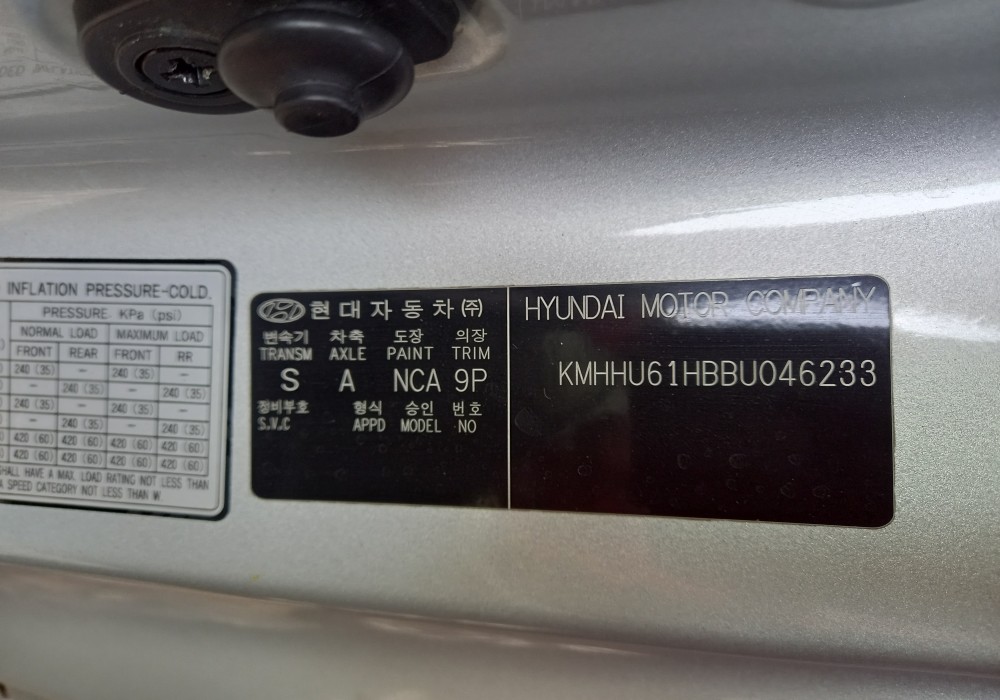 INFLATION PRESSURE-COLD.
PRESSURE KPa (psi)
NORMAL LOAD MAXIMUM LOAD
FRONT REAR FRONT RR
240 (35) - 240 (35) -
- 240 (35) - 240 (35)
240 (35) - 240 (35) -
- 240 (35) - 240 (35)
420 (60) 420 (60) 420 (60) 420 (60)
420 (60) 420 (60) 420 (60) 420 (60)
SHALL HAVE A MAX. LOAD RATING NOT LESS THAN
A SPEED CATEGORY NOT LESS THAN W
현대자동차㈜
변속기 차축 도장 의장
TRANSM AXLE PAINT TRIM
S A NCA 9P
장비부호 형식 승인 번호
S.V.C APPD MODEL NO
HYUNDAI MOTOR COMPANY
KMHHU61HBBU046233